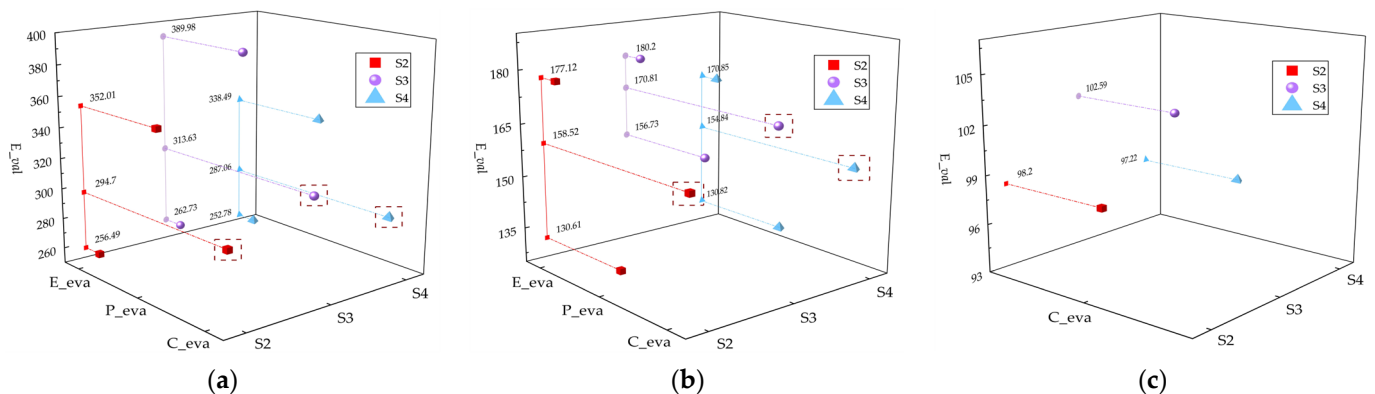 400
380
360
340
320
300
280
260
E_val
389.98
352.01
338.49
313.63
294.7
287.06
262.73
256.49
252.78
S2
S3
S4
E_eva
P_eva
C_eva
S2
S3
S4
(a)
180
165
150
135
E_val
180.2
177.12
170.85
170.81
158.52
156.73
154.84
130.82
130.61
S2
S3
S4
E_eva
P_eva
C_eva
S2
S3
S4
(b)
105
102
99
96
93
E_val
102.59
98.2
97.22
S2
S3
S4
C_eva
S2
S3
S4
(c)